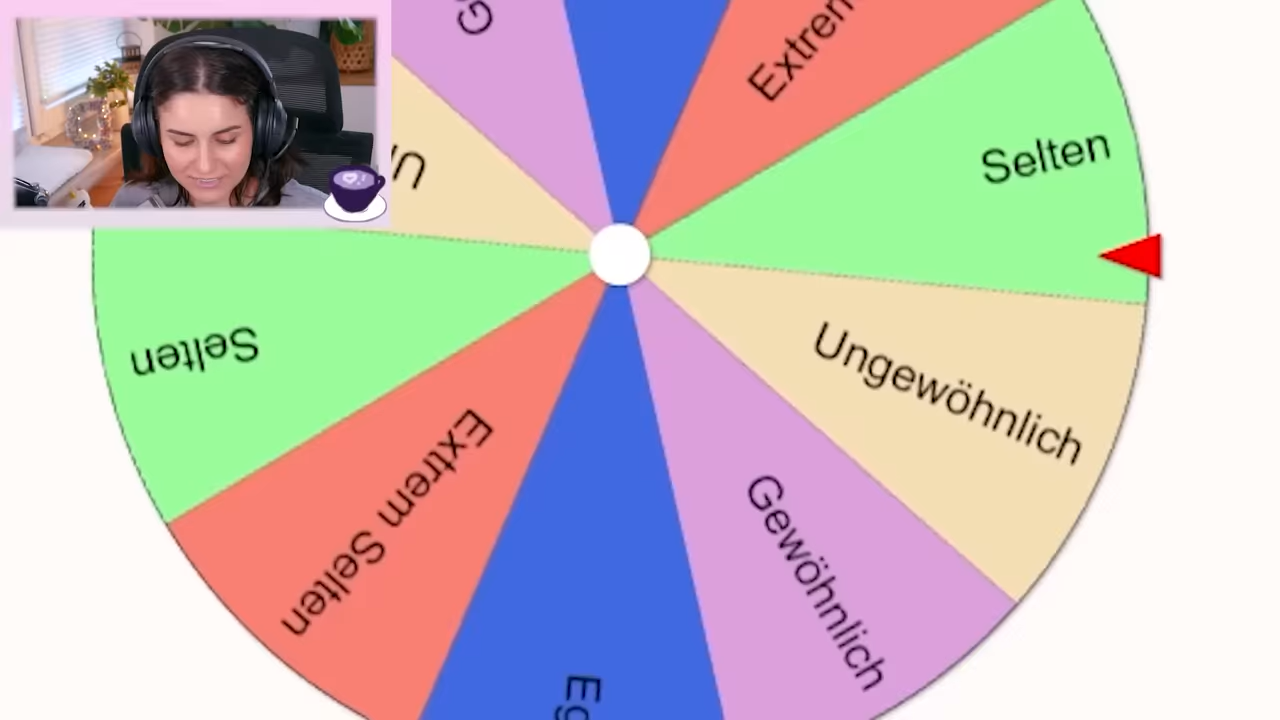 Extrem
Selten
Ungewöhnlich
Gewöhnlich
Extrem Selten
Selten